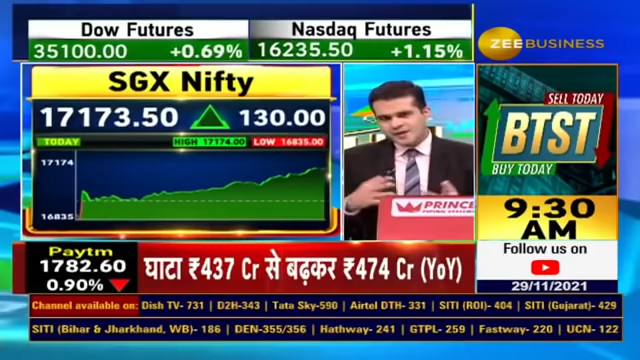 Dow Futures
35100.00 +0.69%
Nasdaq Futures
16235.50 +1.15%
ZEE BUSINESS
SGX Nifty
17173.50 130.00
TODAY HIGH 17174.00 LOW 16835.00
17174
16835
PRINCE
PIPING SYSTEMS
SELL TODAY
BTST
BUY TODAY
9:30
AM
Follow us on
29/11/2021
Paytm
1782.60
0.90%
घाटा ₹437 Cr से बढ़कर ₹474 Cr (YoY)
Channel available on: Dish TV- 731 | D2H-343 | Tata Sky-590 | Airtel DTH- 331 | SITI (ROI)- 404 | SITI (Gujarat)- 429
SITI (Bihar & Jharkhand, WB)- 186 | DEN-355/356 | Hathway- 241 | GTPL- 259 | Fastway- 220 | UCN- 122